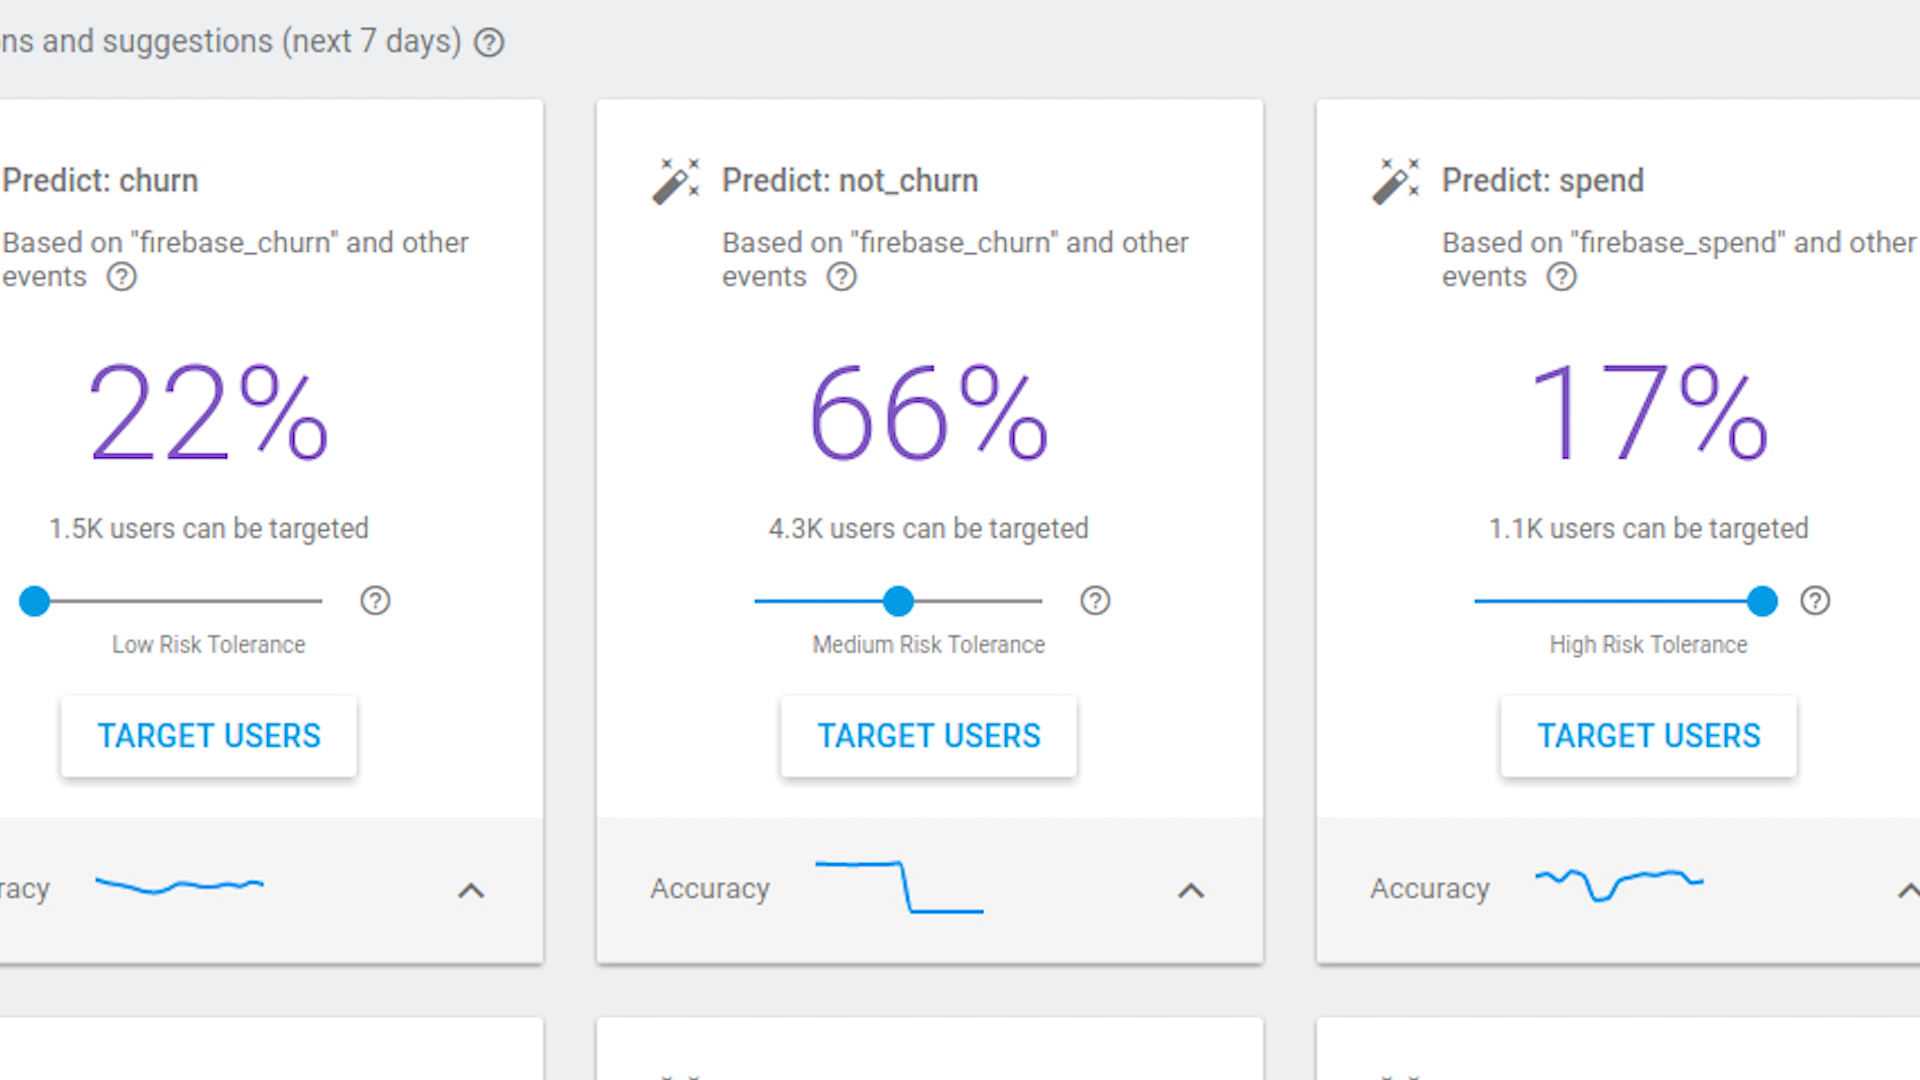 ns and suggestions (next 7 days)
Predict: churn
Based on "firebase_churn" and other
events
22%
1.5K users can be targeted
Low Risk Tolerance
TARGET USERS
racy
Predict: not_churn
Based on "firebase_churn" and other
events
66%
4.3K users can be targeted
Medium Risk Tolerance
TARGET USERS
Accuracy
Predict: spend
Based on "firebase_spend" and other
events
17%
1.1K users can be targeted
High Risk Tolerance
TARGET USERS
Accuracy